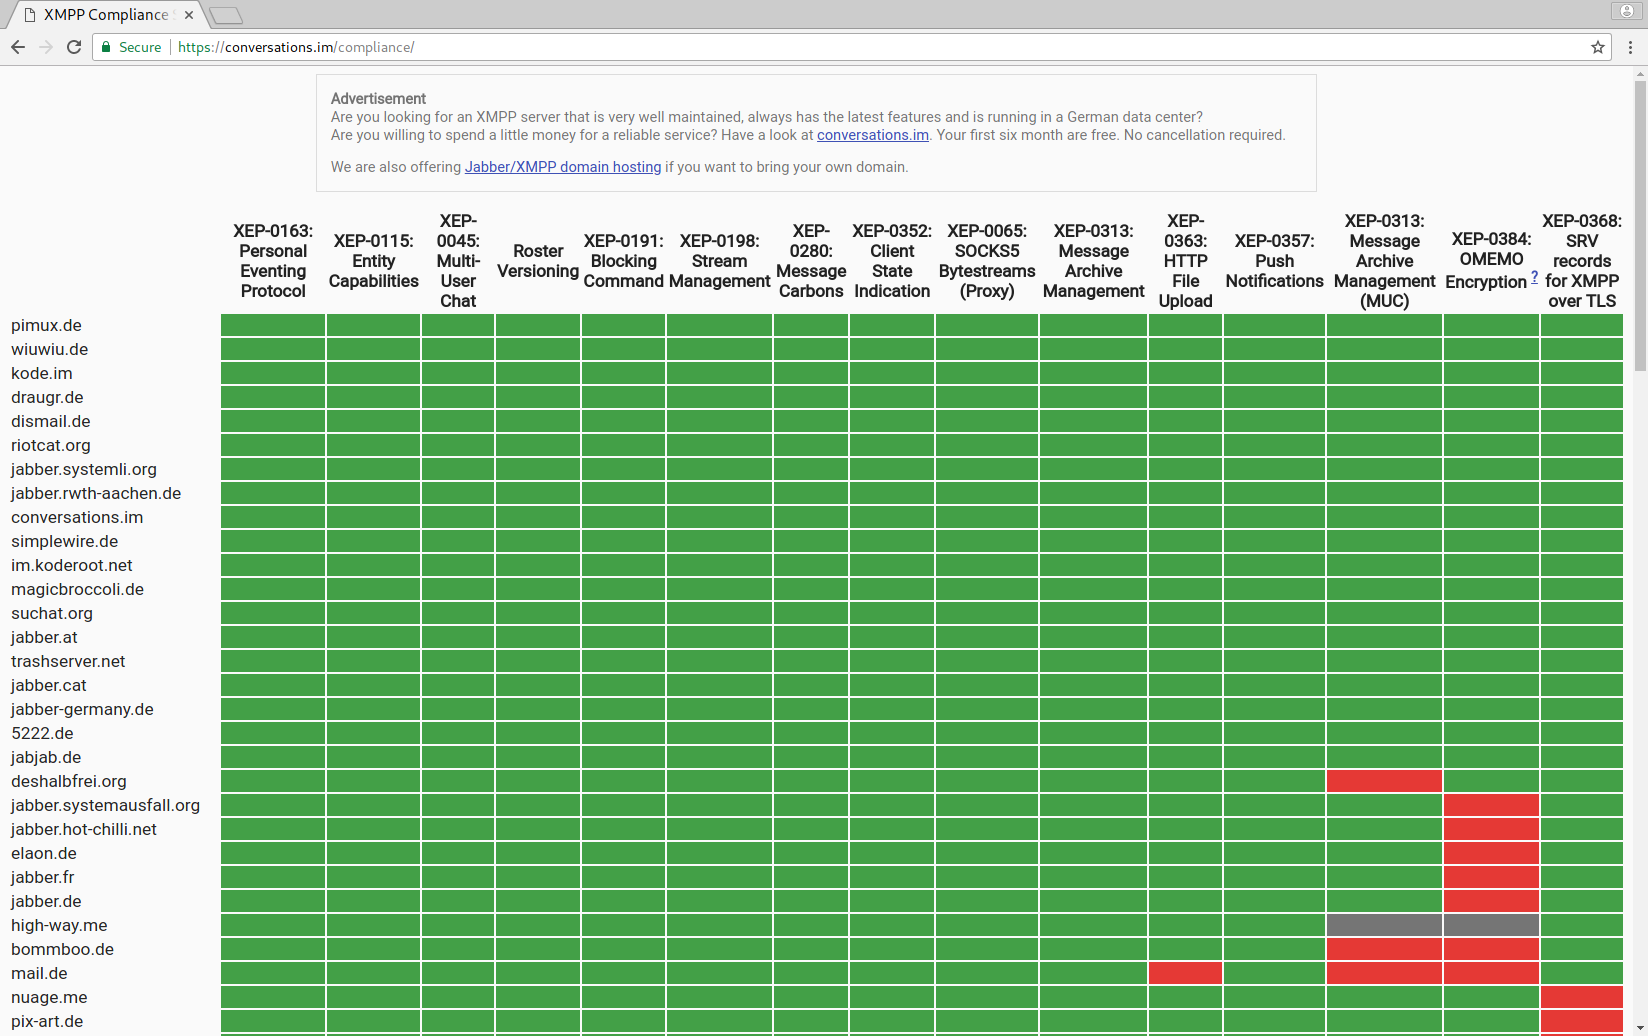 XMPP Compliance
Secure
https://conversations.im/compliance/
Advertisement
Are you looking for an XMPP server that is very well maintained, always has the latest features and is running in a German data center?
Are you willing to spend a little money for a reliable service? Have a look at conversations.im. Your first six month are free. No cancellation required.
We are also offering Jabber/XMPP domain hosting if you want to bring your own domain.
XEP-0163:
Personal
Eventing
Protocol
XEP-0115:
Entity
Capabilities
XEP-
0045:
Multi-
User
Chat
Roster
Versioning
XEP-0191:
Blocking
Command
XEP-0198:
Stream
Management
XEP-
0280:
Message
Carbons
XEP-0352:
Client
State
Indication
XEP-0065:
SOCKS5
Bytestreams
(Proxy)
XEP-0313:
Message
Archive
Management
XEP-
0363:
HTTP
File
Upload
XEP-0357:
Push
Notifications
XEP-0313:
Message
Archive
Management
(MUC)
XEP-0384:
OMEMO
Encryption ?
XEP-0368:
SRV
records
for XMPP
over TLS
pimux.de
wiuwiu.de
kode.im
draugr.de
dismail.de
riotcat.org
jabber.systemli.org
jabber.rwth-aachen.de
conversations.im
simplewire.de
im.koderoot.net
magicbroccoli.de
suchat.org
jabber.at
trashserver.net
jabber.cat
jabber-germany.de
5222.de
jabjab.de
deshalbfrei.org
jabber.systemausfall.org
jabber.hot-chilli.net
elaon.de
jabber.fr
jabber.de
high-way.me
bommboo.de
mail.de
nuage.me
pix-art.de